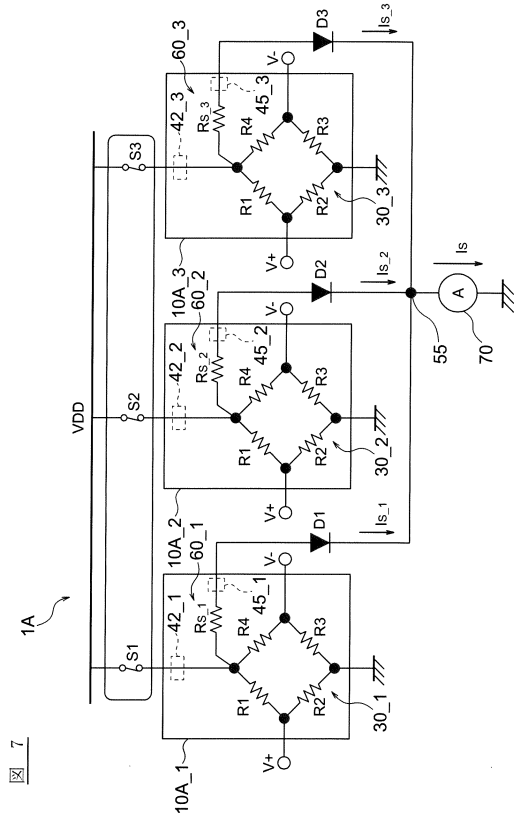 図 7
1A
VDD
S1
S2
S3
42_1
42_2
42_3
10A_1
60_1
10A_2
60_2
10A_3
60_3
Rs_1
45_1
Rs_2
45_2
Rs_3
45_3
R1
R4
R2
R3
V+
V-
30_1
R1
R4
R2
R3
V+
V-
30_2
R1
R4
R2
R3
V+
V-
30_3
D1
D2
D3
Is_1
Is_2
Is_3
55
A
Is
70